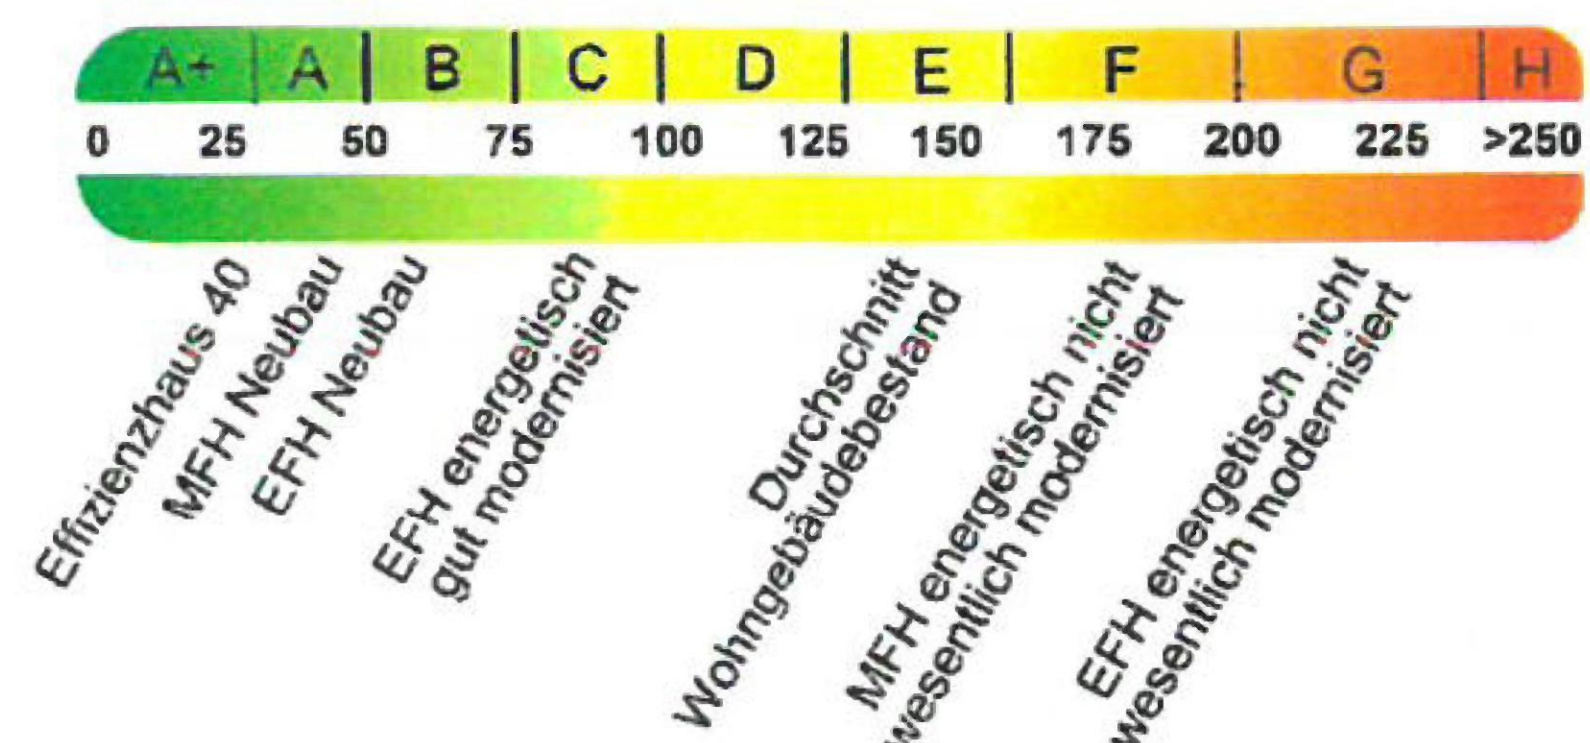 A+ A B C D E F G H
0 25 50 75 100 125 150 175 200 225 >250
Effizienzhaus 40
MFH Neubau
EFH Neubau
EFH energetisch
gut modernisiert
Durchschnitt
Wohngebäudebestand
MFH energetisch nicht
wesentlich modernisiert
EFH energetisch nicht
wesentlich modernisiert